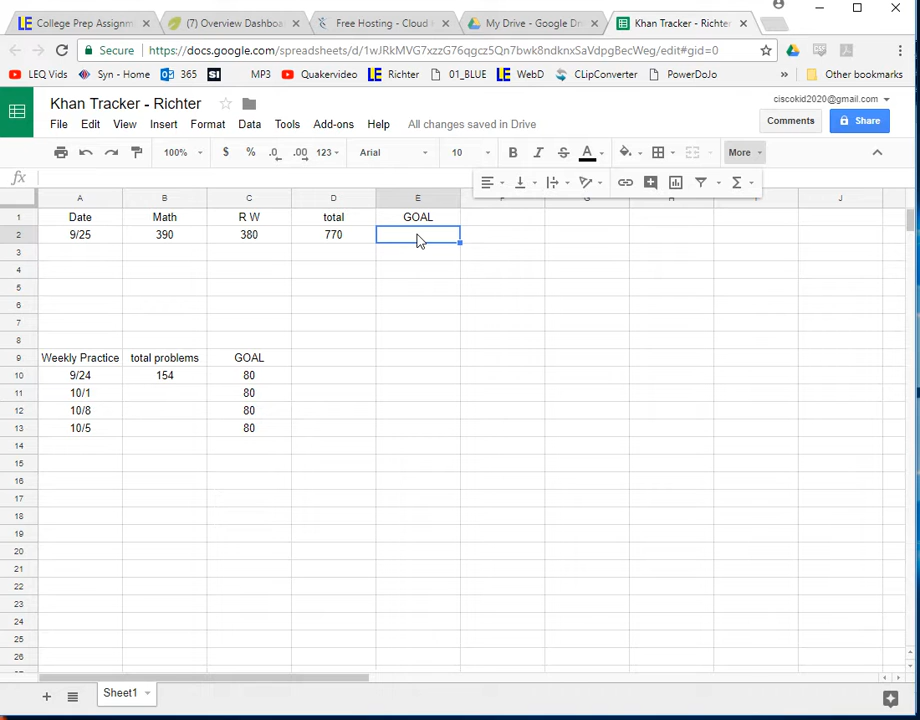 LE College Prep Assignm
(7) Overview Dashboa
Free Hosting - Cloud
My Drive - Google Dri
Khan Tracker - Richter
Secure https://docs.google.com/spreadsheets/d/1wJRkMVG7xzzG76qgcz5Qn7bwk8ndknxSaVdpgBecWeg/edit#gid=0
LEQ Vids Syn - Home 365 SI MP3 Quakervideo LE Richter 01_BLUE LE WebD ClipConverter PowerDoJo » Other bookmarks
Khan Tracker - Richter
ciscokid2020@gmail.com
File Edit View Insert Format Data Tools Add-ons Help All changes saved in Drive
Comments Share
100% $ % .0 .00 123 Arial 10 B I S A More
fx
A B C D E F G H I J
1 Date Math R W total GOAL
2 9/25 390 380 770
3
4
5
6
7
8
9 Weekly Practice total problems GOAL
10 9/24 154 80
11 10/1 80
12 10/8 80
13 10/5 80
14
15
16
17
18
19
20
21
22
23
24
25
26
Sheet1